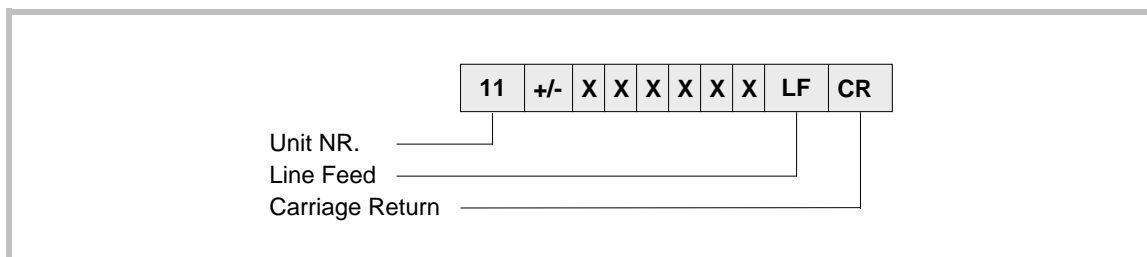 11 +/- X X X X X X LF CR
Unit NR.
Line Feed
Carriage Return